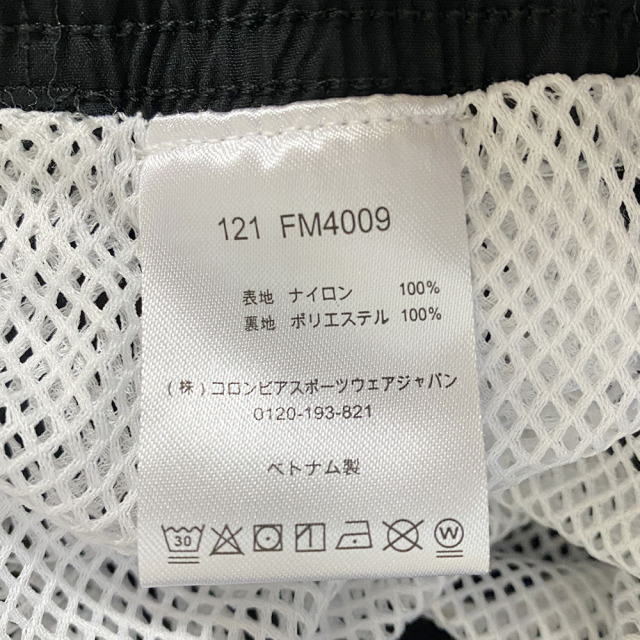 121 FM4009
表地 ナイロン 100%
裏地 ポリエステル 100%
(株)コロンビアスポーツウェアジャパン
0120-193-821
ベトナム製
30 W